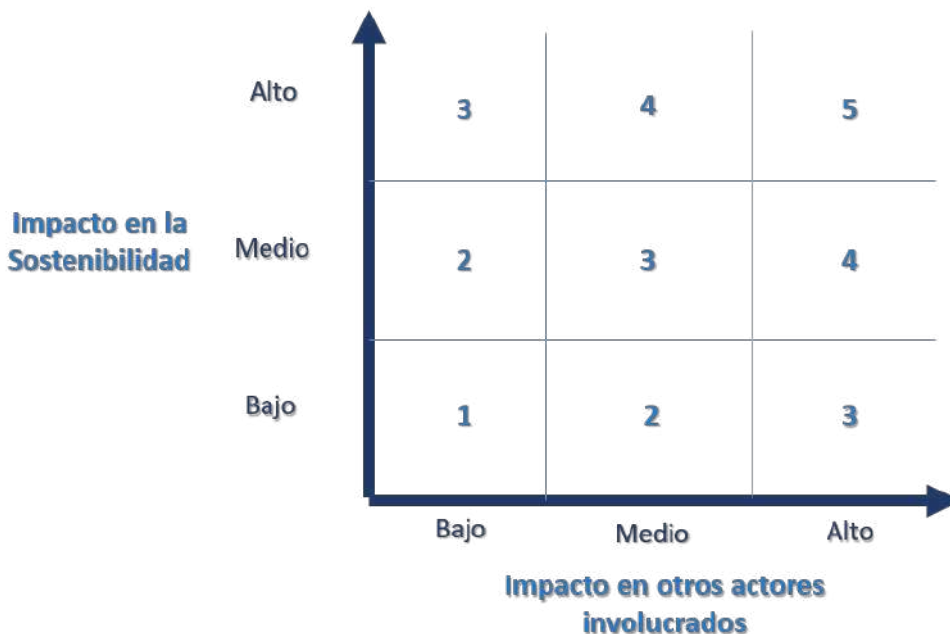 Alto
3 4 5
Impacto en la
Sostenibilidad
Medio
2 3 4
Bajo
1 2 3
Bajo Medio Alto
Impacto en otros actores
involucrados